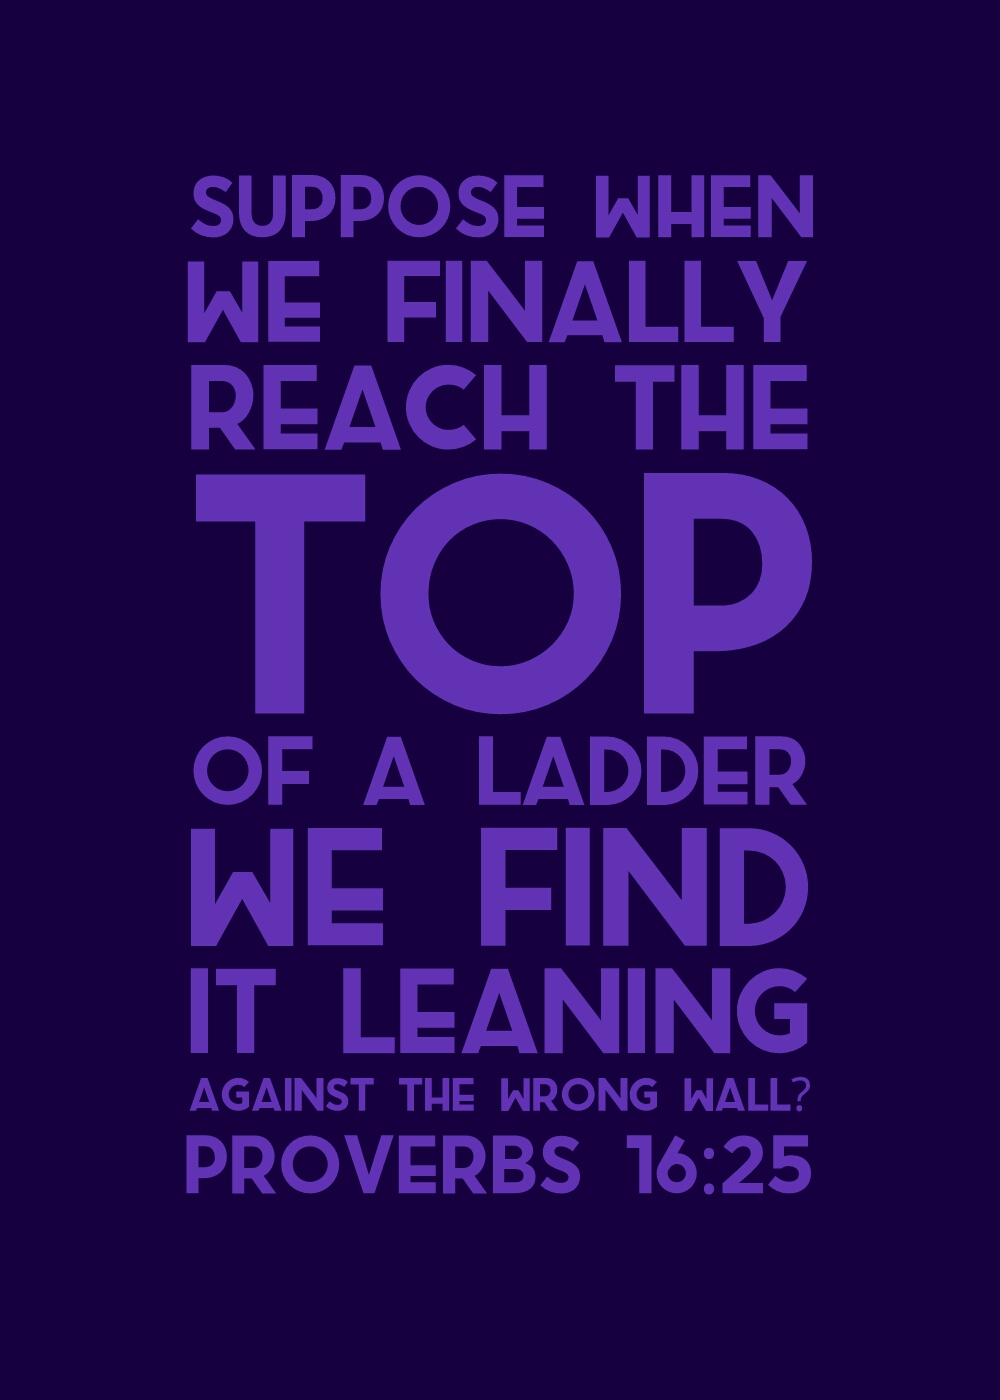 SUPPOSE WHEN
WE FINALLY
REACH THE
TOP
OF A LADDER
WE FIND
IT LEANING
AGAINST THE WRONG WALL?
PROVERBS 16:25